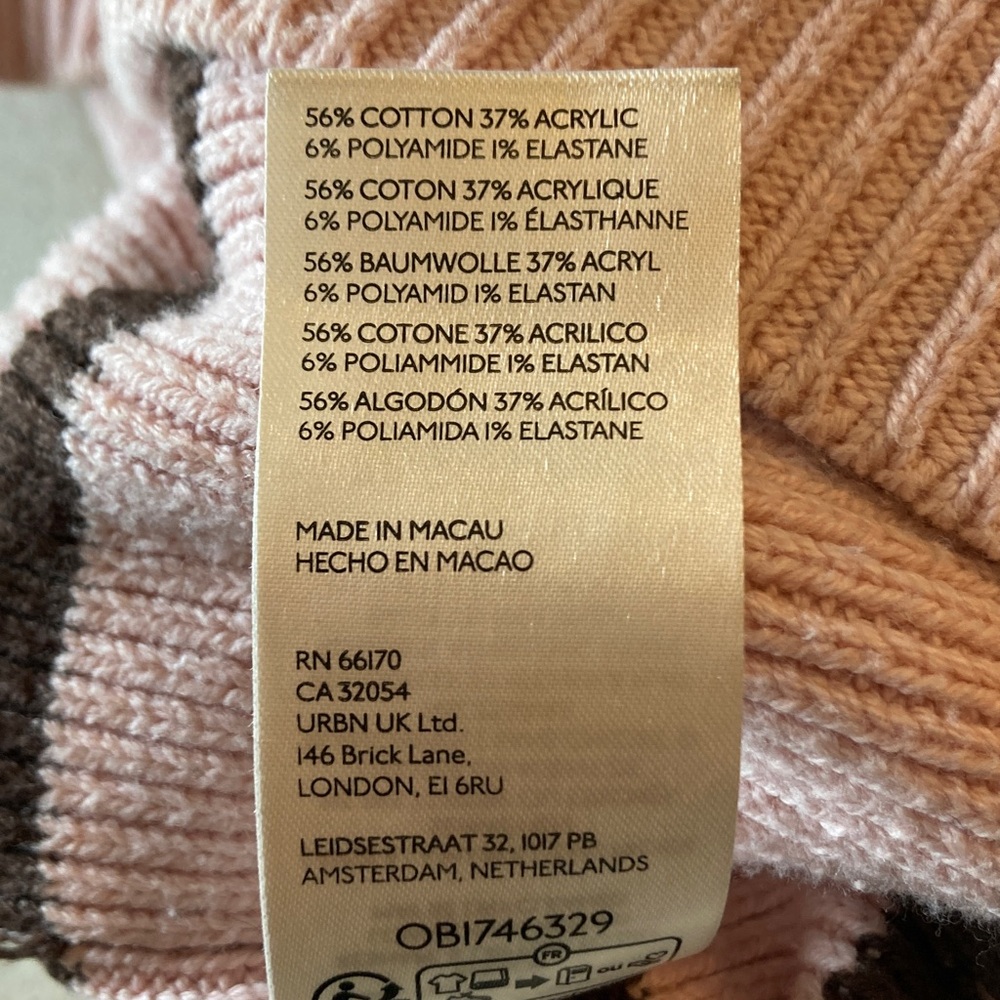 56% COTTON 37% ACRYLIC
6% POLYAMIDE 1% ELASTANE
56% COTON 37% ACRYLIQUE
6% POLYAMIDE 1% ÉLASTHANNE
56% BAUMWOLLE 37% ACRYL
6% POLYAMID 1% ELASTAN
56% COTONE 37% ACRILICO
6% POLIAMMIDE 1% ELASTAN
56% ALGODÓN 37% ACRÍLICO
6% POLIAMIDA 1% ELASTANE
MADE IN MACAU
HECHO EN MACAO
RN 66170
CA 32054
URBN UK Ltd.
146 Brick Lane,
LONDON, E1 6RU
LEIDSESTRAAT 32, 1017 PB
AMSTERDAM, NETHERLANDS
OB1746329
FR
OU